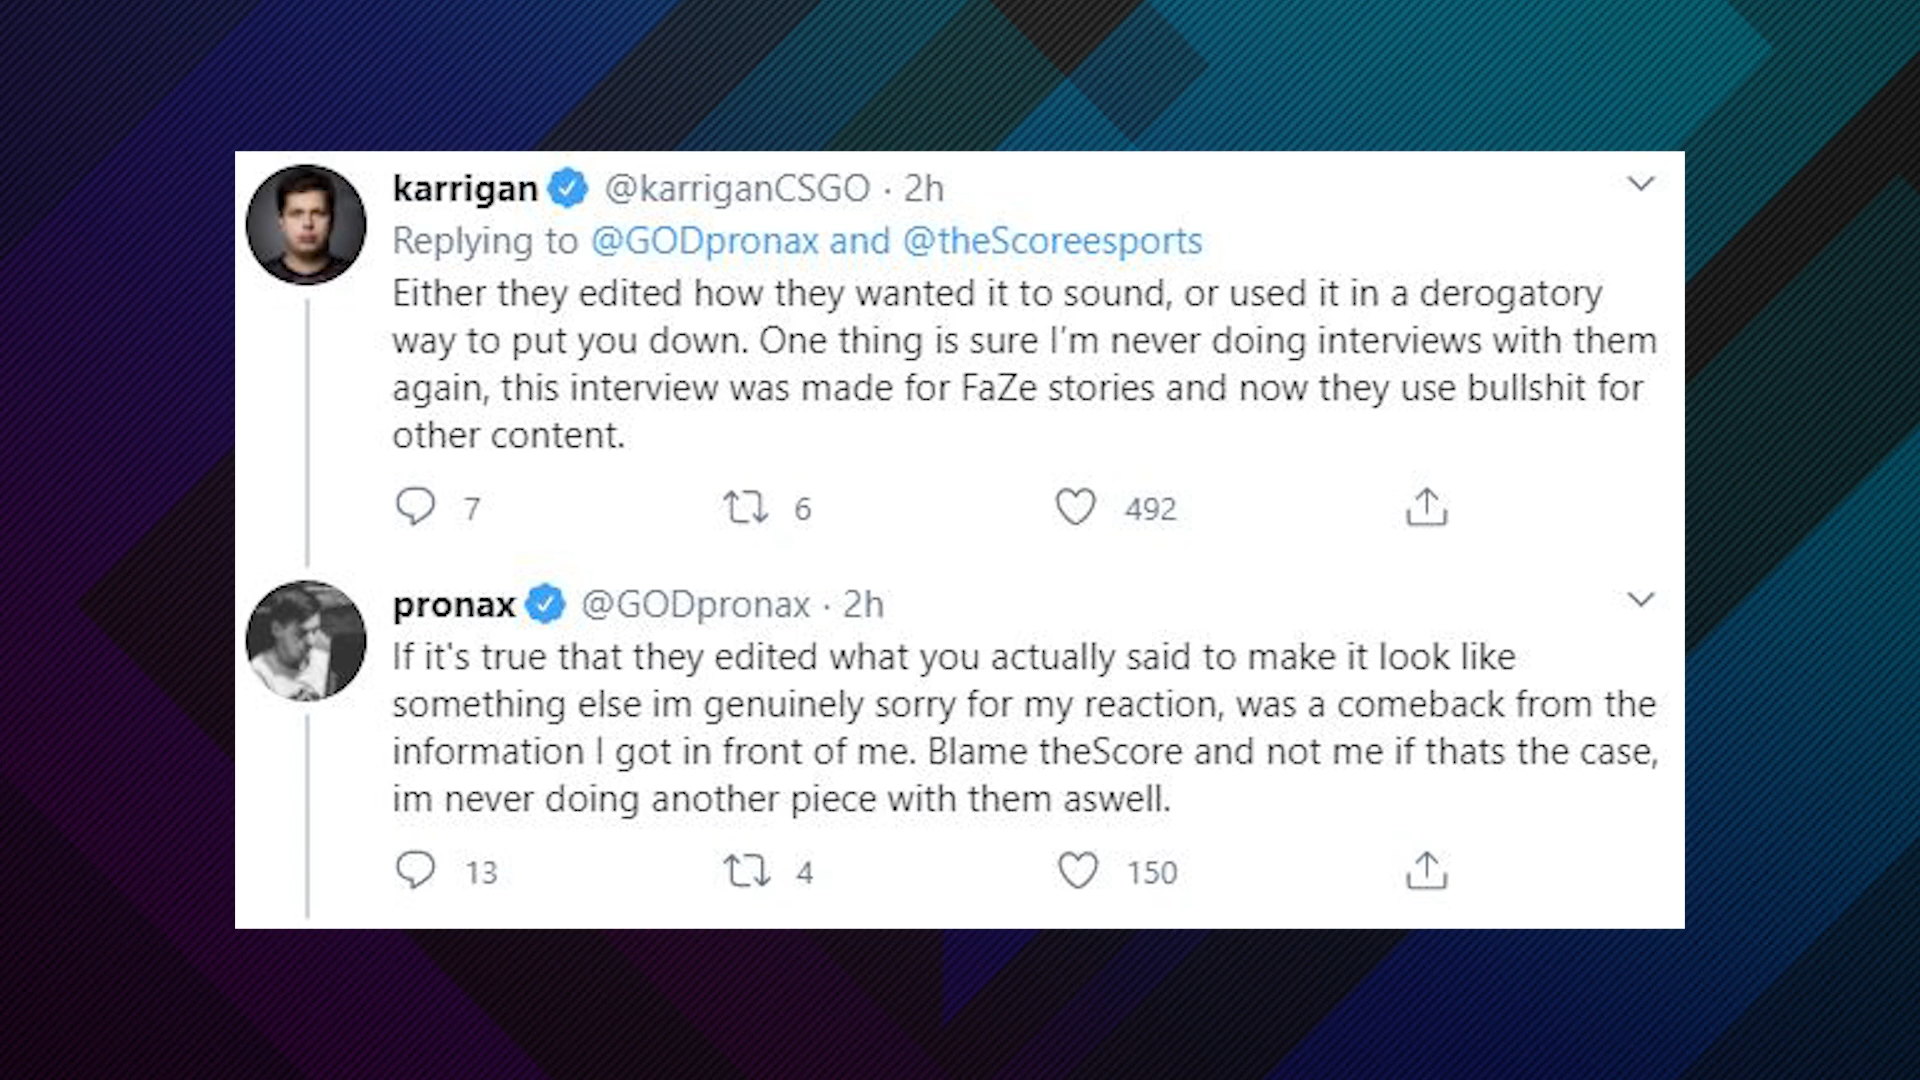 karrigan @karriganCSGO · 2h
Replying to @GODpronax and @theScoreesports
Either they edited how they wanted it to sound, or used it in a derogatory
way to put you down. One thing is sure I'm never doing interviews with them
again, this interview was made for FaZe stories and now they use bullshit for
other content.
7 6 492
pronax @GODpronax · 2h
If it's true that they edited what you actually said to make it look like
something else im genuinely sorry for my reaction, was a comeback from the
information I got in front of me. Blame theScore and not me if thats the case,
im never doing another piece with them aswell.
13 4 150